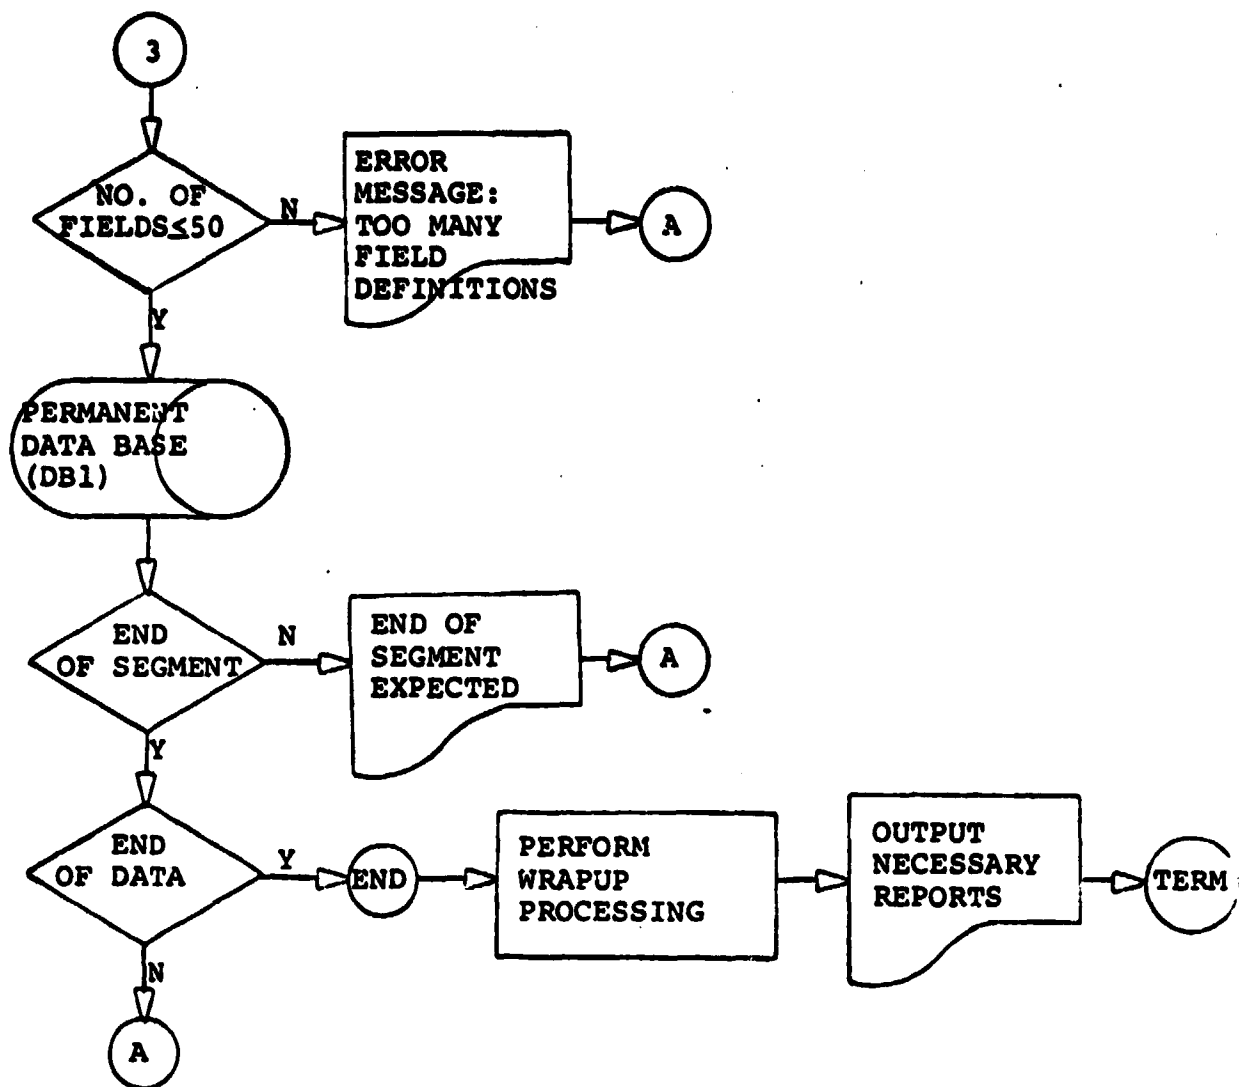 3
NO. OF
FIELDS≤50
N
ERROR
MESSAGE:
TOO MANY
FIELD
DEFINITIONS
A
Y
PERMANENT
DATA BASE
(DB1)
END
OF SEGMENT
N
END OF
SEGMENT
EXPECTED
A
Y
END
OF DATA
Y
END
PERFORM
WRAPUP
PROCESSING
OUTPUT
NECESSARY
REPORTS
TERM
N
A